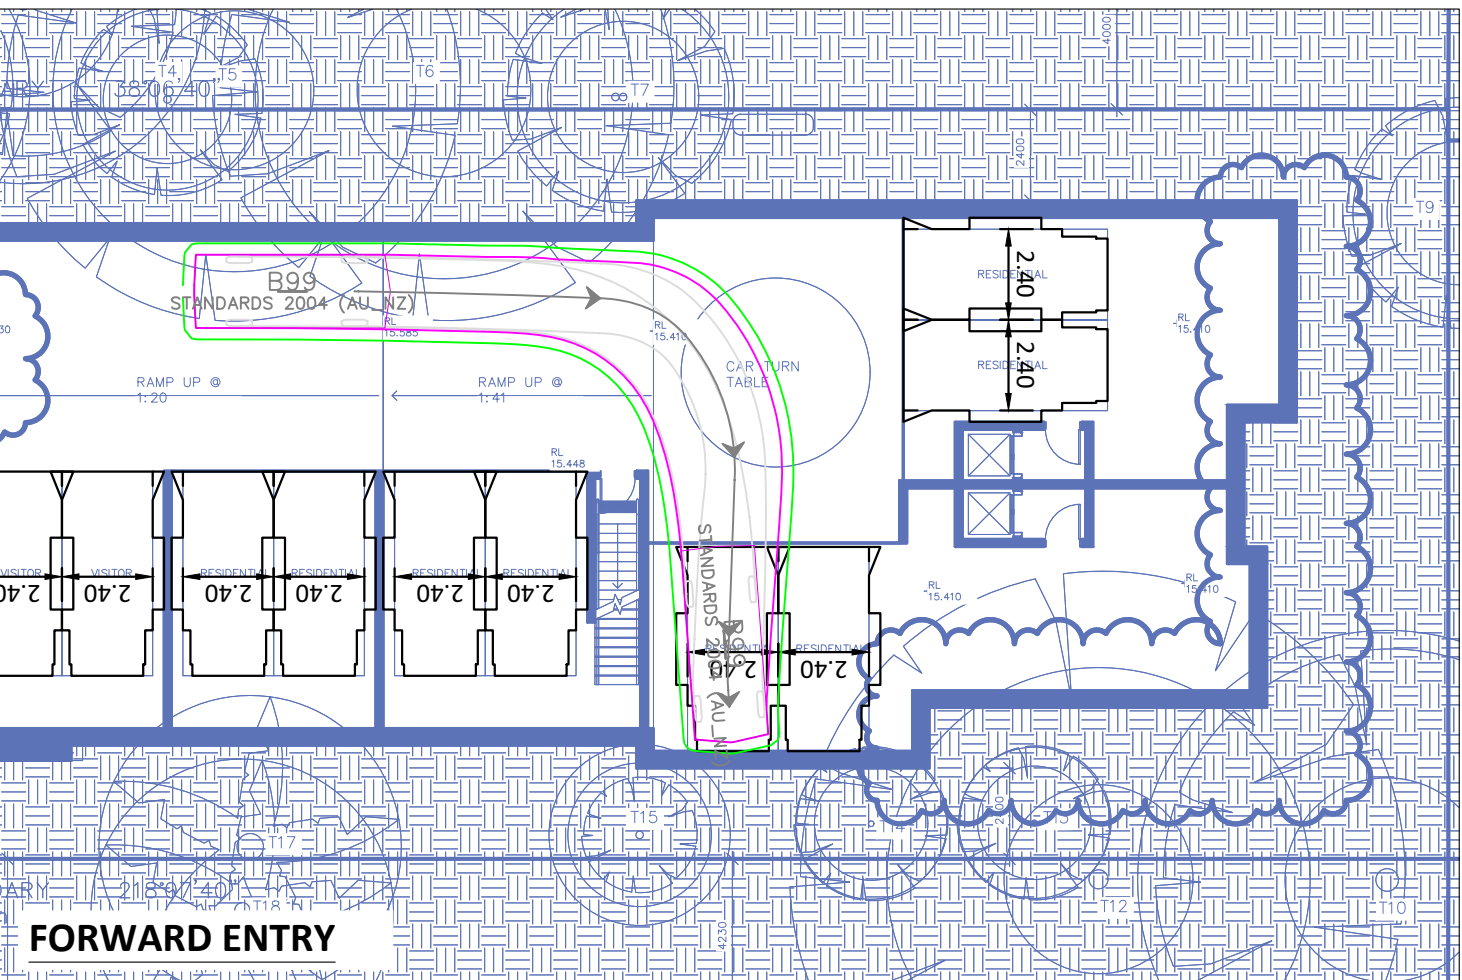 4000
T4
T5
T6
T7
38°06'40"
2400
T9
B99
STANDARDS 2004 (AU_NZ)
RL
15.585
RL
15.410
RESIDENTIAL
2.40
RL
15.410
RESIDENTIAL
2.40
CAR TURN
TABLE
RAMP UP @
1:20
RAMP UP @
1:41
30
RL
15.448
VISITOR
2.40
VISITOR
2.40
RESIDENTIAL
2.40
RESIDENTIAL
2.40
RESIDENTIAL
2.40
RESIDENTIAL
2.40
STANDARDS 2004 (AU_NZ)
B99
RESIDENTIAL
2.40
RESIDENTIAL
2.40
RL
15.410
RL
15.410
T15
T14
T13
T17
218°07'40"
T18
T12
T10
4230
FORWARD ENTRY